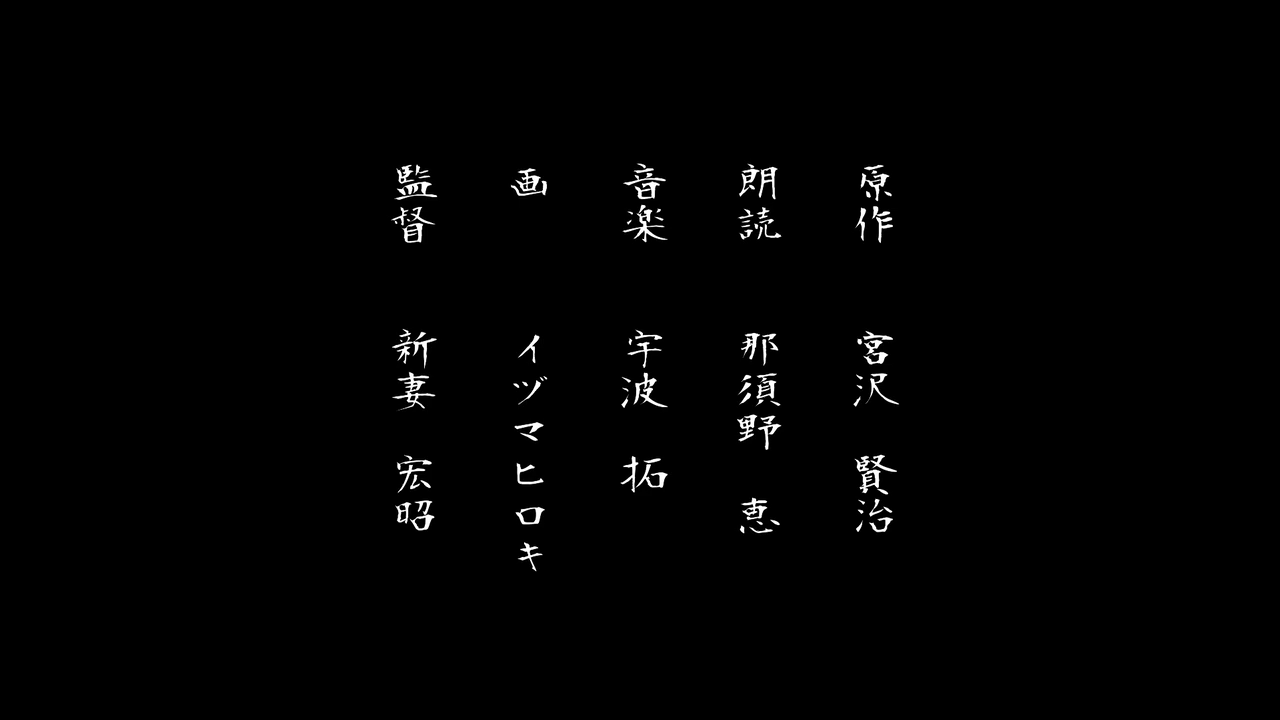 原作 宮沢 賢治
朗読 那須野 恵
音楽 宇波 拓
画 イヅマヒロキ
監督 新妻 宏昭